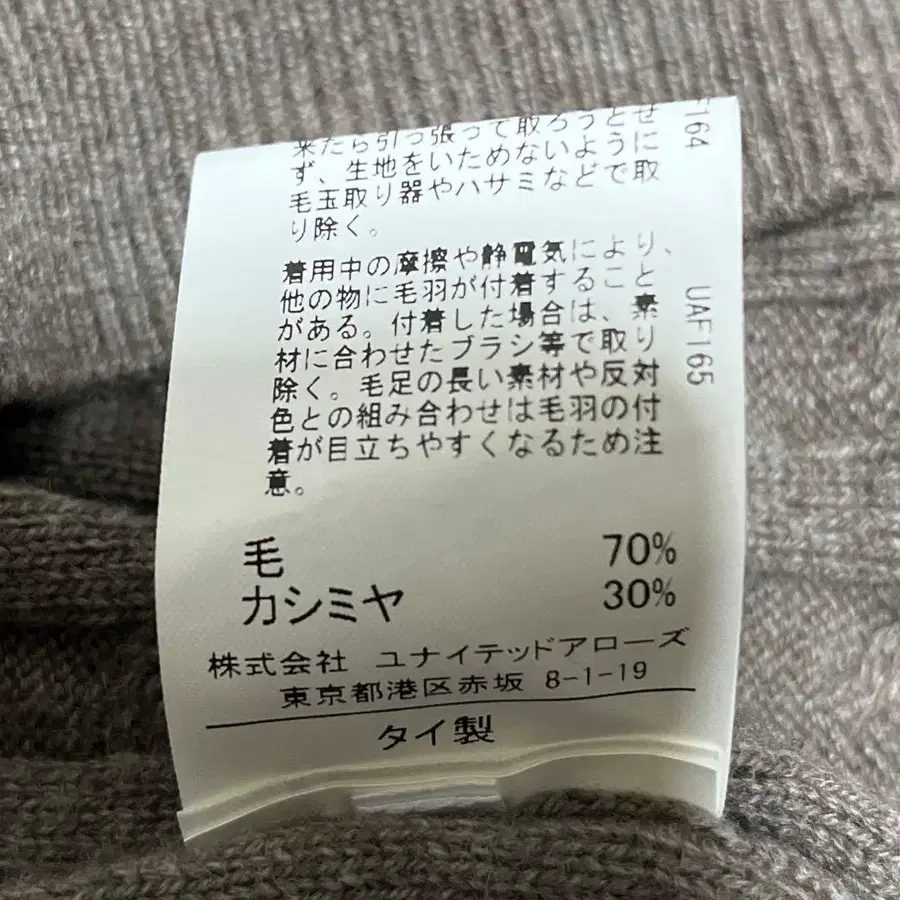 来たら引っ張って取ろうとせ
ず、生地をいためないように
毛玉取り器やハサミなどで取
り除く。
着用中の摩擦や静電気により、
他の物に毛羽が付着すること
がある。付着した場合は、素
材に合わせたブラシ等で取り
除く。毛足の長い素材や反対
色との組み合わせは毛羽の付
着が目立ちやすくなるため注
意。
毛 70%
カシミヤ 30%
株式会社 ユナイテッドアローズ
東京都港区赤坂 8-1-19
タイ製
F164
UAF165